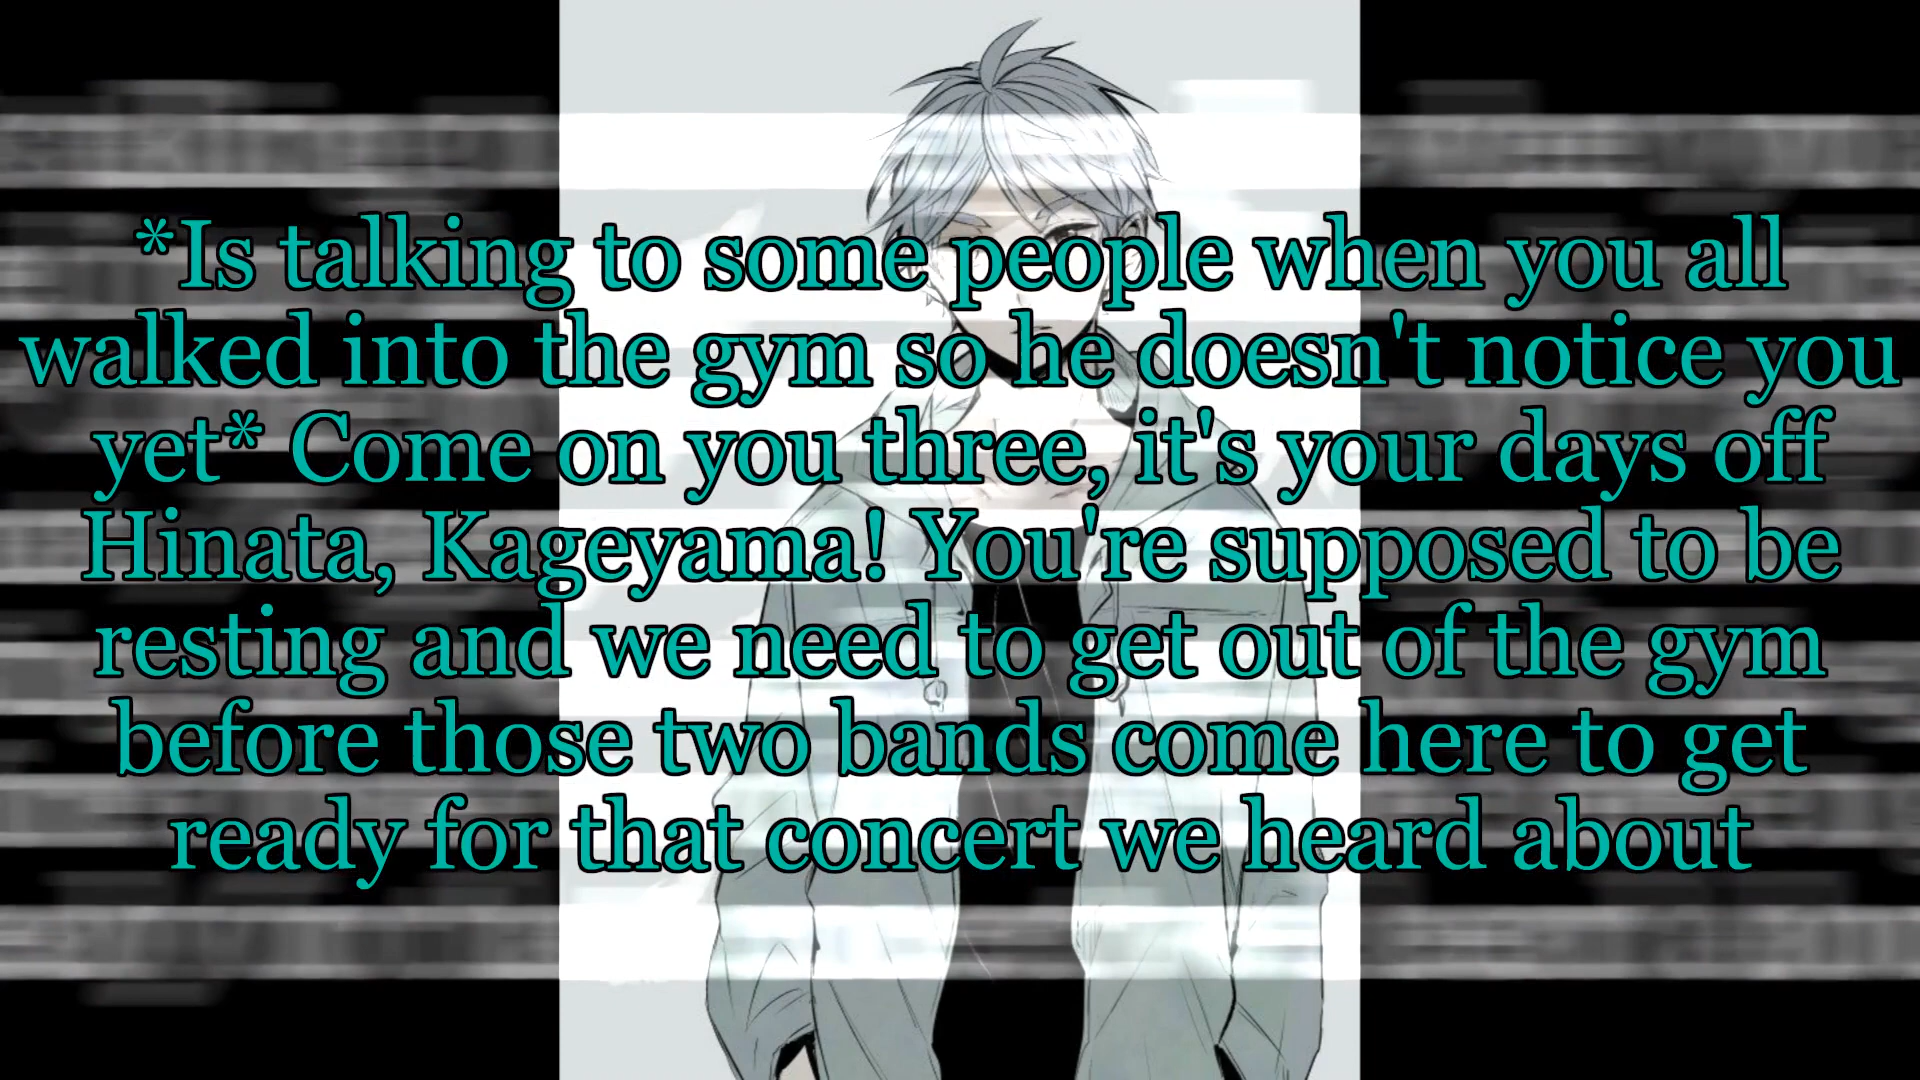 *Is talking to some people when you all
walked into the gym so he doesn't notice you
yet* Come on you three, it's your days off
Hinata, Kageyama! You're supposed to be
resting and we need to get out of the gym
before those two bands come here to get
ready for that concert we heard about